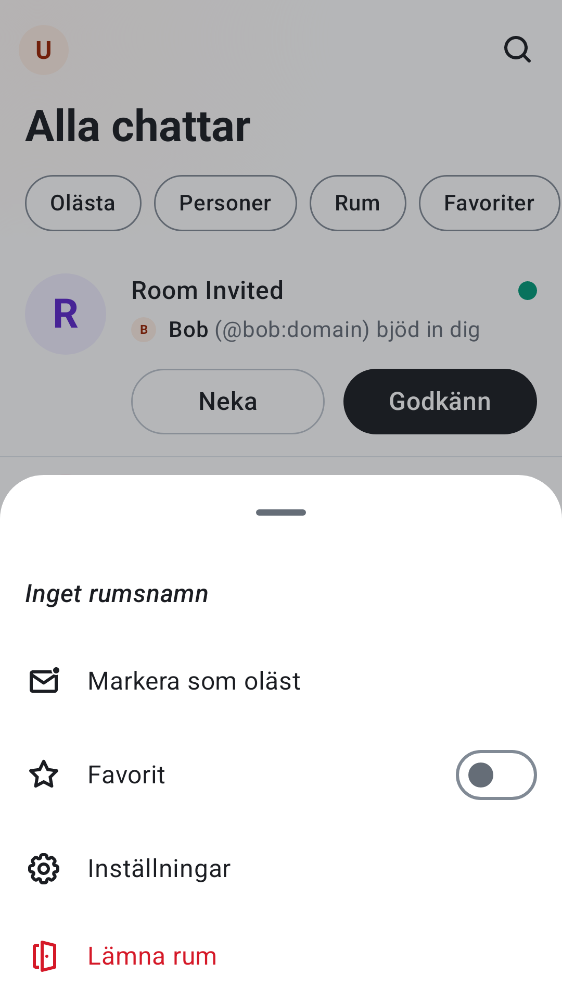 U
Alla chattar
Olästa Personer Rum Favoriter
R
Room Invited
B Bob (@bob:domain) bjöd in dig
Neka Godkänn
Inget rumsnamn
Markera som oläst
Favorit
Inställningar
Lämna rum